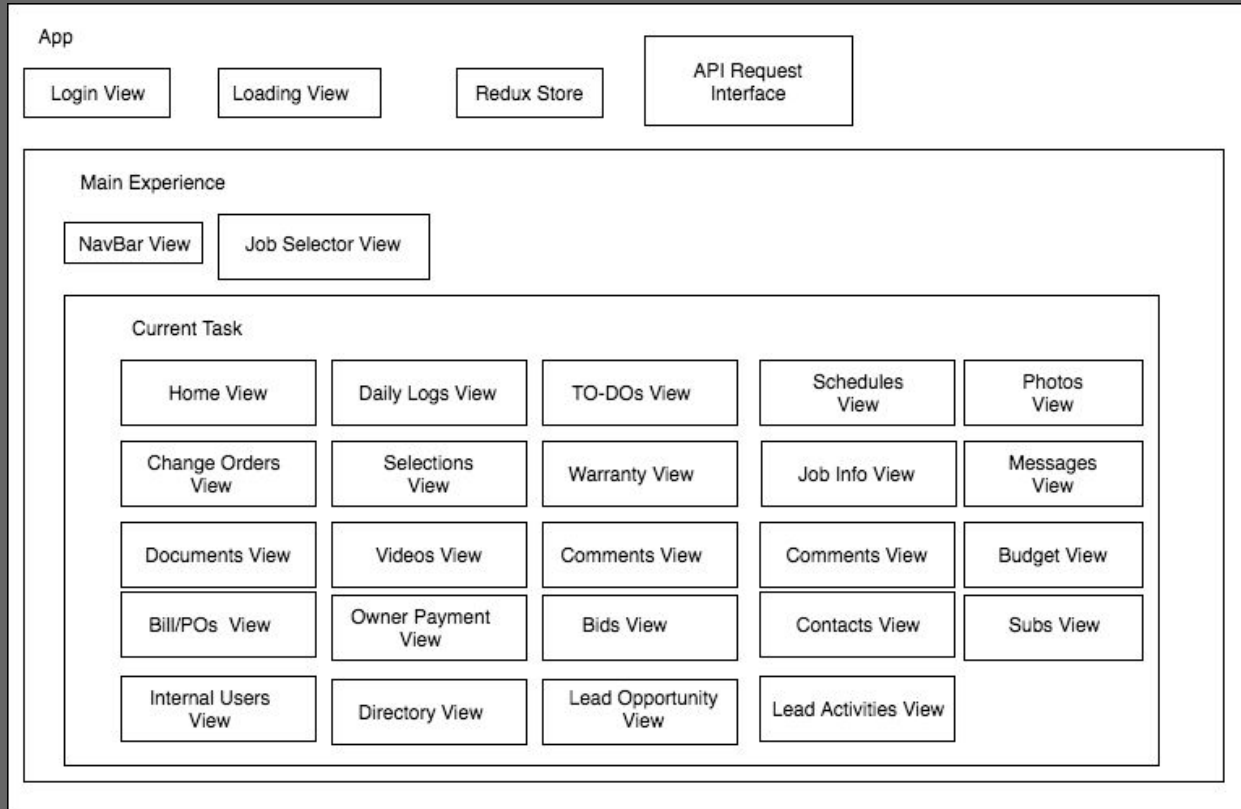 App
Login View
Loading View
Redux Store
API Request
Interface
Main Experience
NavBar View
Job Selector View
Current Task
Home View
Daily Logs View
TO-DOs View
Schedules
View
Photos
View
Change Orders
View
Selections
View
Warranty View
Job Info View
Messages
View
Documents View
Videos View
Comments View
Comments View
Budget View
Bill/POs View
Owner Payment
View
Bids View
Contacts View
Subs View
Internal Users
View
Directory View
Lead Opportunity
View
Lead Activities View